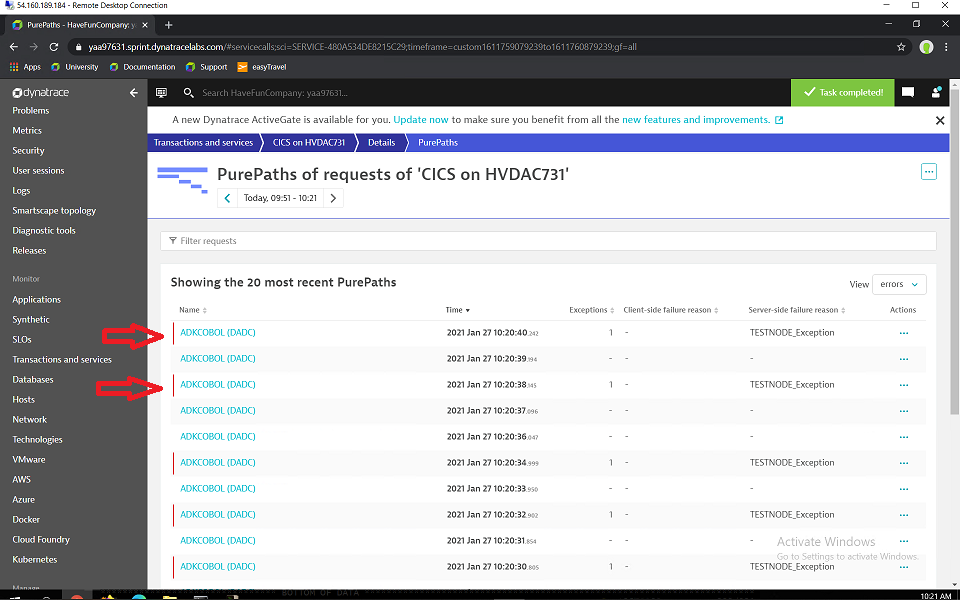 54.160.189.184 - Remote Desktop Connection
PurePaths - HaveFunCompany: y
yaa97631.sprint.dynatracelabs.com/#servicecalls;sci=SERVICE-480A534DE8215C29;timeframe=custom1611759079239to1611760879239;gf=all
Apps University Documentation Support easyTravel
dynatrace
Search HaveFunCompany: yaa97631...
Task completed!
A new Dynatrace ActiveGate is available for you. Update now to make sure you benefit from all the new features and improvements.
Transactions and services CICS on HVDAC731 Details PurePaths
Problems
Metrics
Security
User sessions
Logs
Smartscape topology
Diagnostic tools
Releases
Monitor
Applications
Synthetic
SLOs
Transactions and services
Databases
Hosts
Network
Technologies
VMware
AWS
Azure
Docker
Cloud Foundry
Kubernetes
Manage
PurePaths of requests of 'CICS on HVDAC731'
Today, 09:51 - 10:21
Filter requests
Showing the 20 most recent PurePaths
View errors
Name Time Exceptions Client-side failure reason Server-side failure reason Actions
ADKCOBOL (DADC) 2021 Jan 27 10:20:40.242 1 - TESTNODE_Exception ...
ADKCOBOL (DADC) 2021 Jan 27 10:20:39.194 - - - ...
ADKCOBOL (DADC) 2021 Jan 27 10:20:38.145 1 - TESTNODE_Exception ...
ADKCOBOL (DADC) 2021 Jan 27 10:20:37.096 - - - ...
ADKCOBOL (DADC) 2021 Jan 27 10:20:36.047 - - - ...
ADKCOBOL (DADC) 2021 Jan 27 10:20:34.999 1 - TESTNODE_Exception ...
ADKCOBOL (DADC) 2021 Jan 27 10:20:33.950 - - - ...
ADKCOBOL (DADC) 2021 Jan 27 10:20:32.902 1 - TESTNODE_Exception ...
ADKCOBOL (DADC) 2021 Jan 27 10:20:31.854 - - - ...
ADKCOBOL (DADC) 2021 Jan 27 10:20:30.805 1 - TESTNODE_Exception ...
Activate Windows
Go to Settings to activate Windows.
BOTTOM OF DATA
10:21 AM